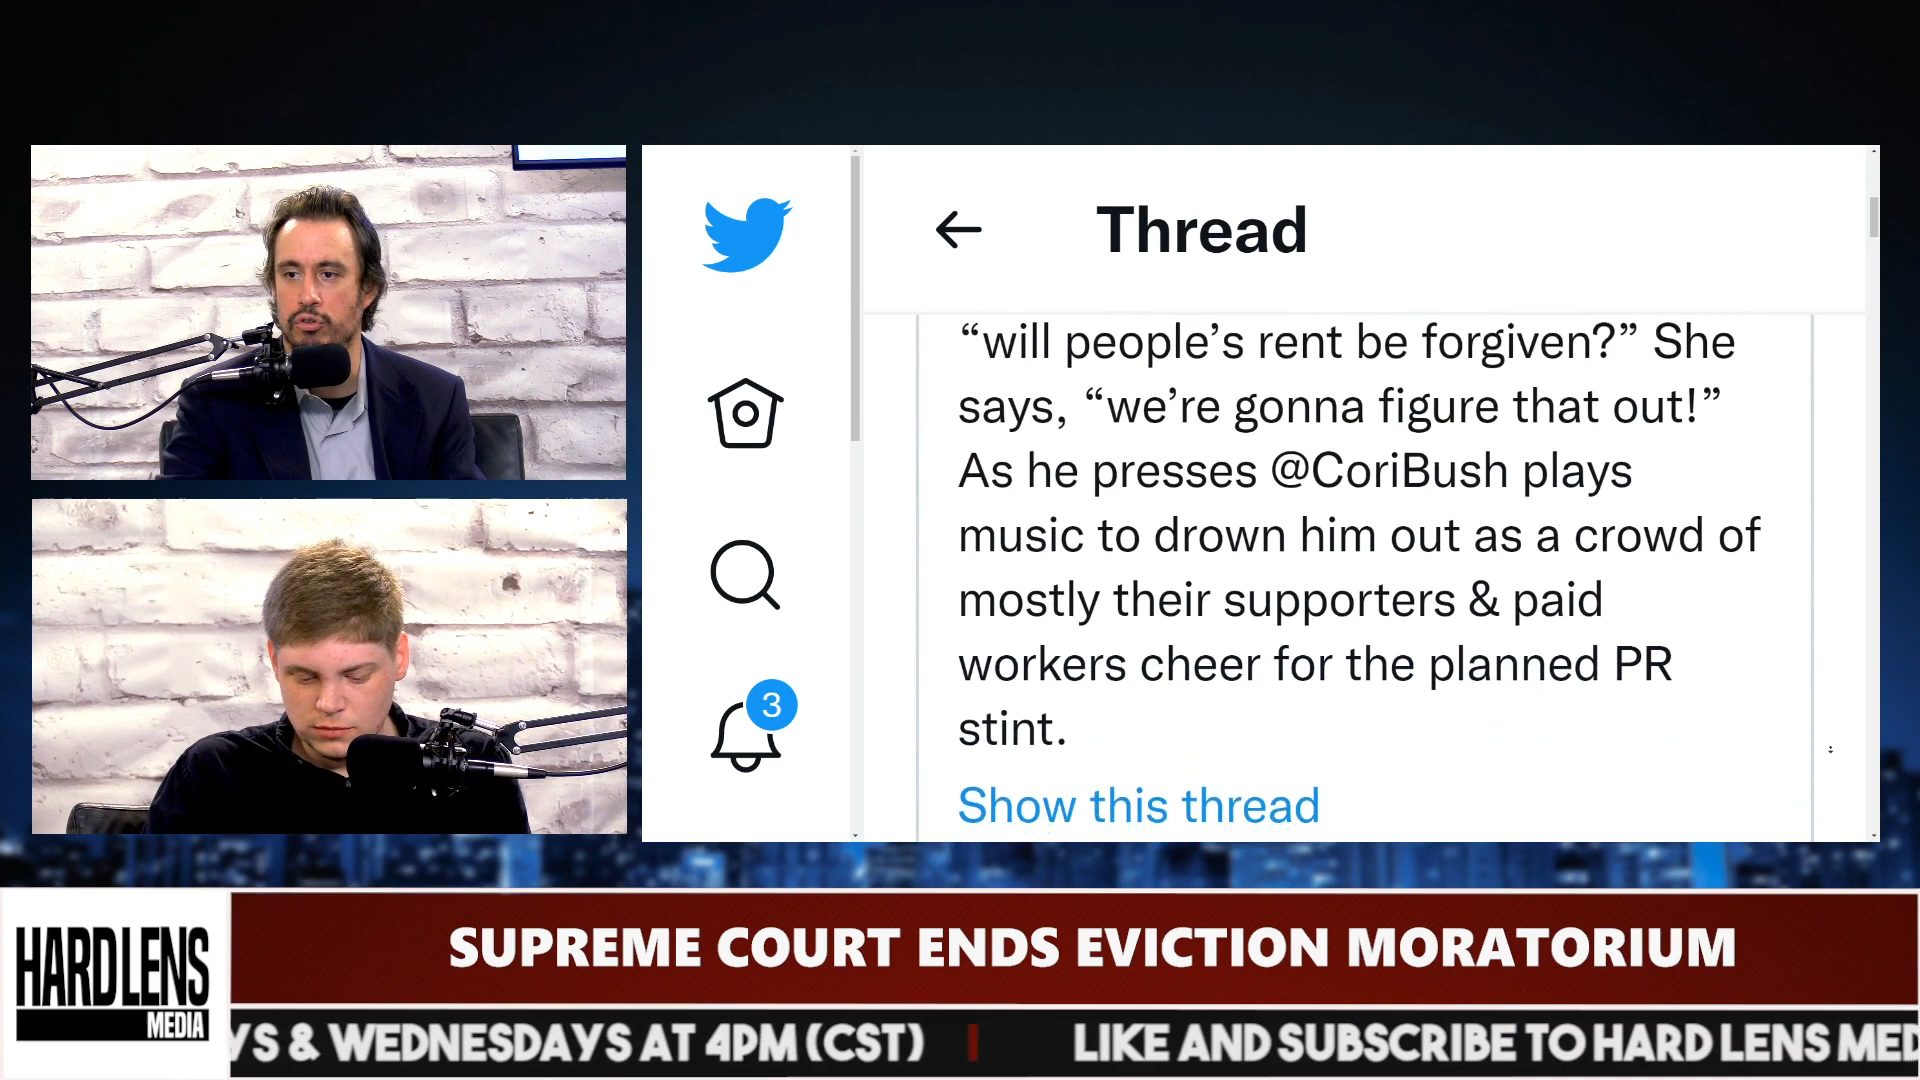 Thread
“will people’s rent be forgiven?” She
says, “we’re gonna figure that out!”
As he presses @CoriBush plays
music to drown him out as a crowd of
mostly their supporters & paid
workers cheer for the planned PR
stint.
Show this thread
3
SUPREME COURT ENDS EVICTION MORATORIUM
HARD LENS
MEDIA
YS & WEDNESDAYS AT 4PM (CST) | LIKE AND SUBSCRIBE TO HARD LENS MED